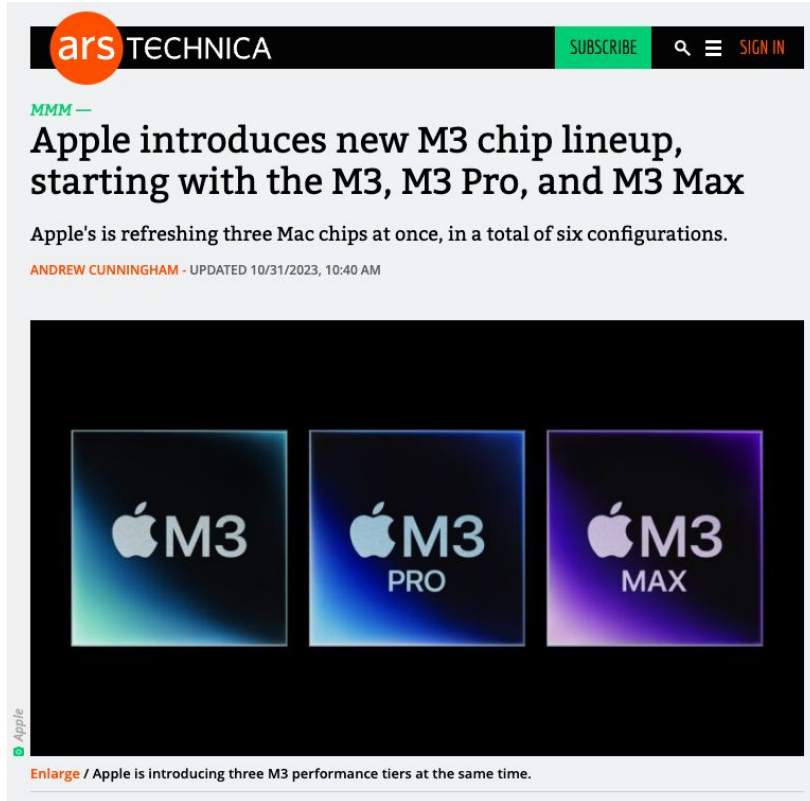 ars TECHNICA
SUBSCRIBE
SIGN IN
MMM —
Apple introduces new M3 chip lineup,
starting with the M3, M3 Pro, and M3 Max
Apple's is refreshing three Mac chips at once, in a total of six configurations.
ANDREW CUNNINGHAM - UPDATED 10/31/2023, 10:40 AM
M3
M3
PRO
M3
MAX
Apple
Enlarge / Apple is introducing three M3 performance tiers at the same time.